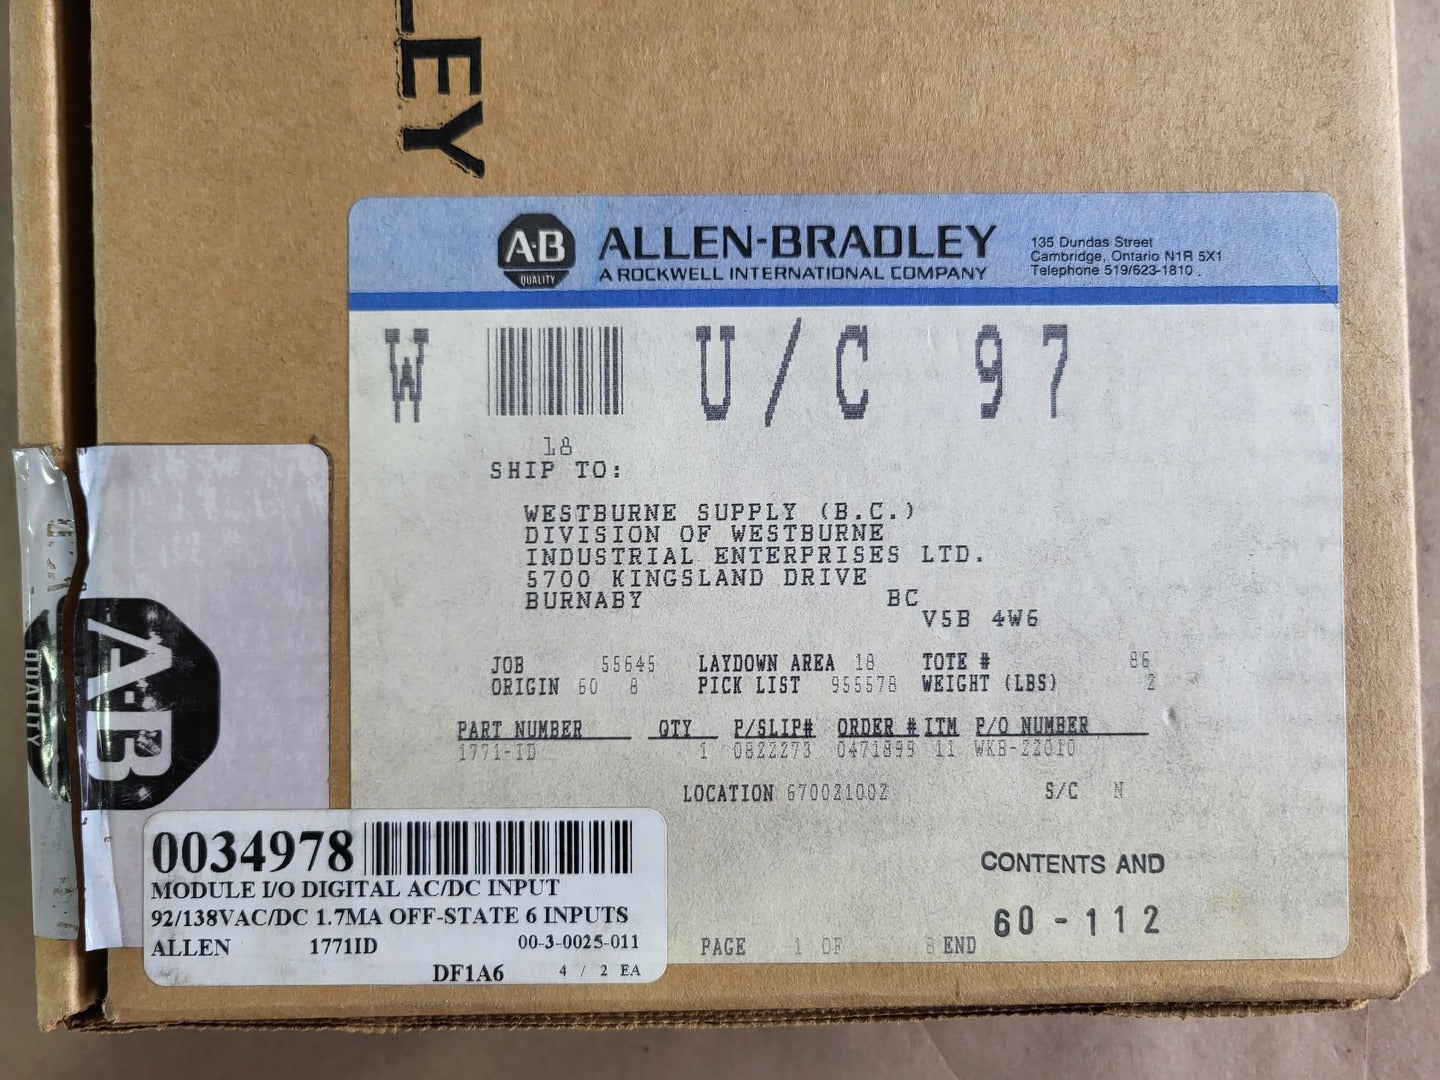 LEY
A·B
QUALITY
ALLEN-BRADLEY
A ROCKWELL INTERNATIONAL COMPANY
135 Dundas Street
Cambridge, Ontario N1R 5X1
Telephone 519/623-1810
W U/C 97
18
SHIP TO:
WESTBURNE SUPPLY (B.C.)
DIVISION OF WESTBURNE
INDUSTRIAL ENTERPRISES LTD.
5700 KINGSLAND DRIVE
BURNABY BC
V5B 4W6
JOB 55645 LAYDOWN AREA 18 TOTE # 86
ORIGIN 60 8 PICK LIST 955578 WEIGHT (LBS) 2
PART NUMBER QTY P/SLIP# ORDER # ITM P/O NUMBER
1771-ID 1 0822273 0471899 11 WKB-22010
LOCATION 670021002 S/C N
CONTENTS AND
60-112
PAGE 1 OF 8 END
A·B
QUALITY
0034978
MODULE I/O DIGITAL AC/DC INPUT
92/138VAC/DC 1.7MA OFF-STATE 6 INPUTS
ALLEN 1771ID 00-3-0025-011
DF1A6 4 / 2 EA